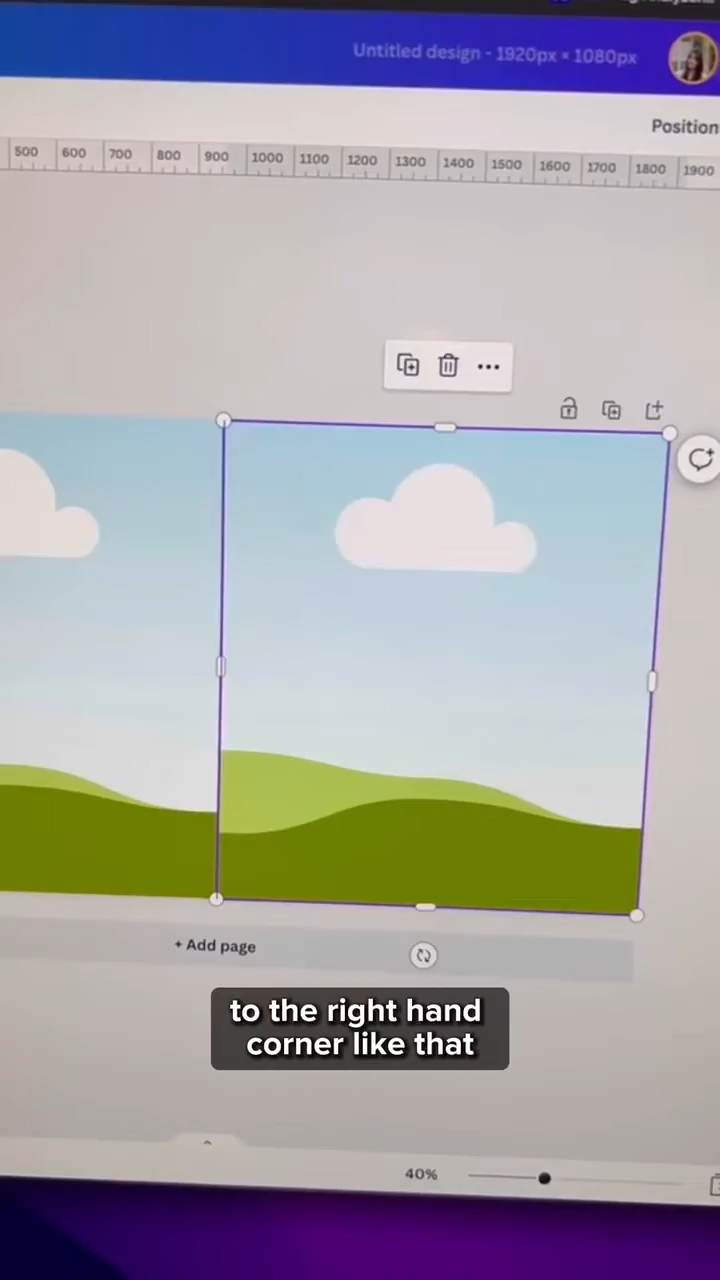 Untitled design - 1920px × 1080px
Position
500 600 700 800 900 1000 1100 1200 1300 1400 1500 1600 1700 1800 1900
+ Add page
to the right hand
corner like that
40%